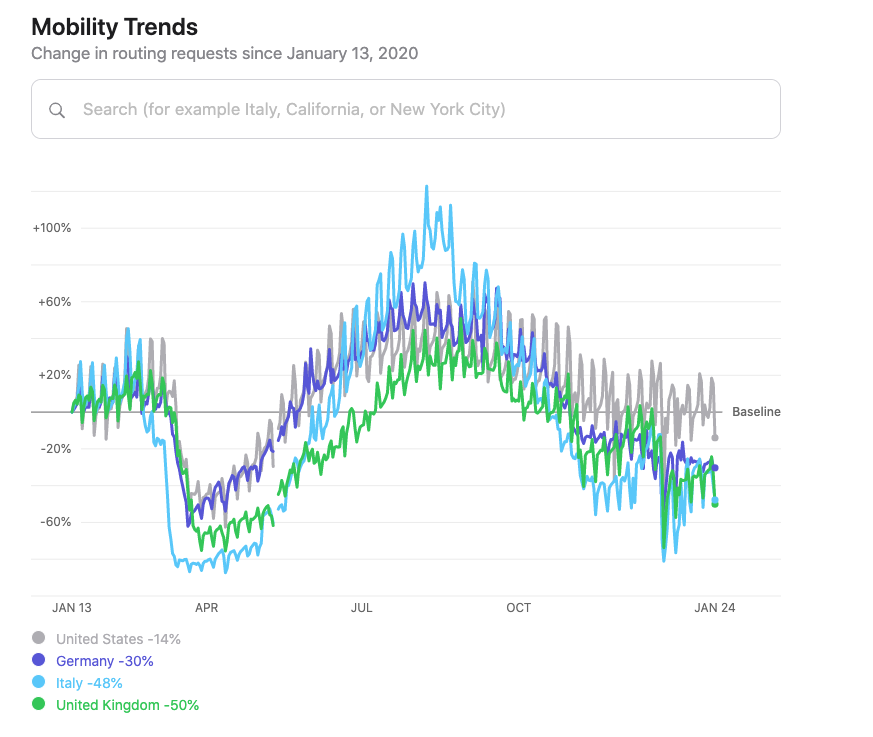 Mobility Trends
Change in routing requests since January 13, 2020
Search (for example Italy, California, or New York City)
+100%
+60%
+20%
Baseline
-20%
-60%
JAN 13 APR JUL OCT JAN 24
United States -14%
Germany -30%
Italy -48%
United Kingdom -50%